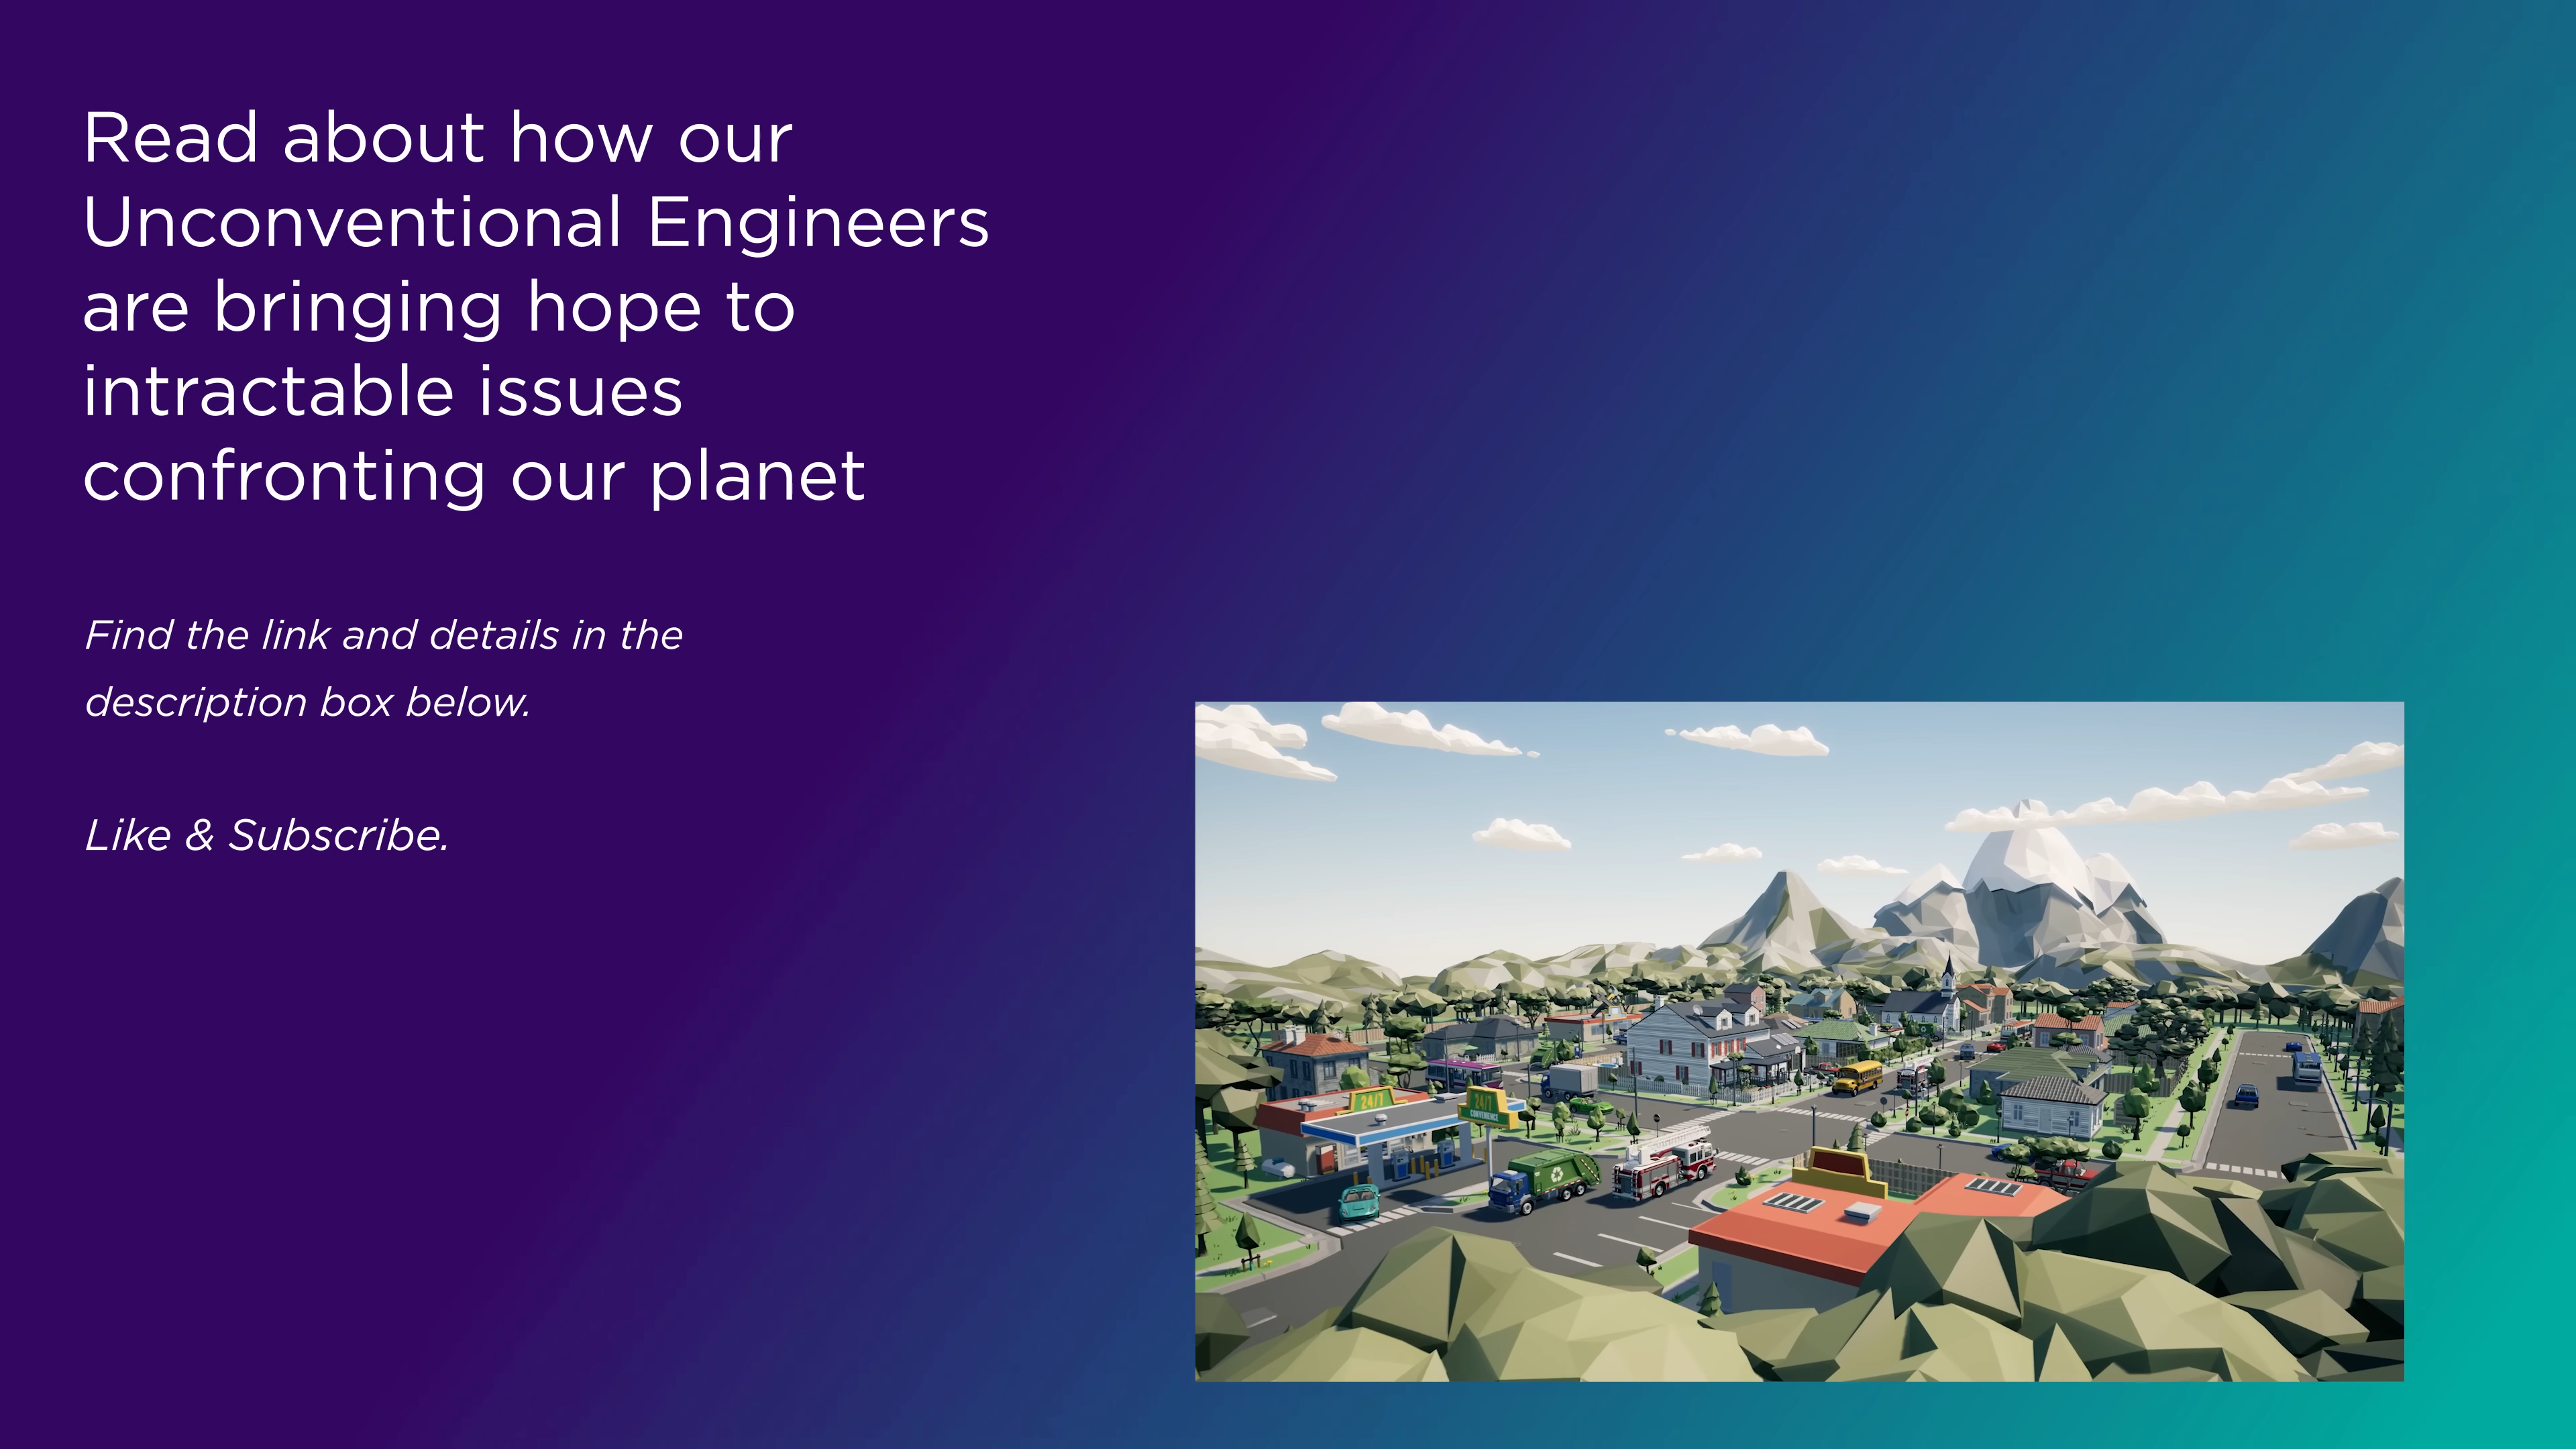 Read about how our
Unconventional Engineers
are bringing hope to
intractable issues
confronting our planet
Find the link and details in the
description box below.
Like & Subscribe.
24/7
24/7
CONVENIENCE